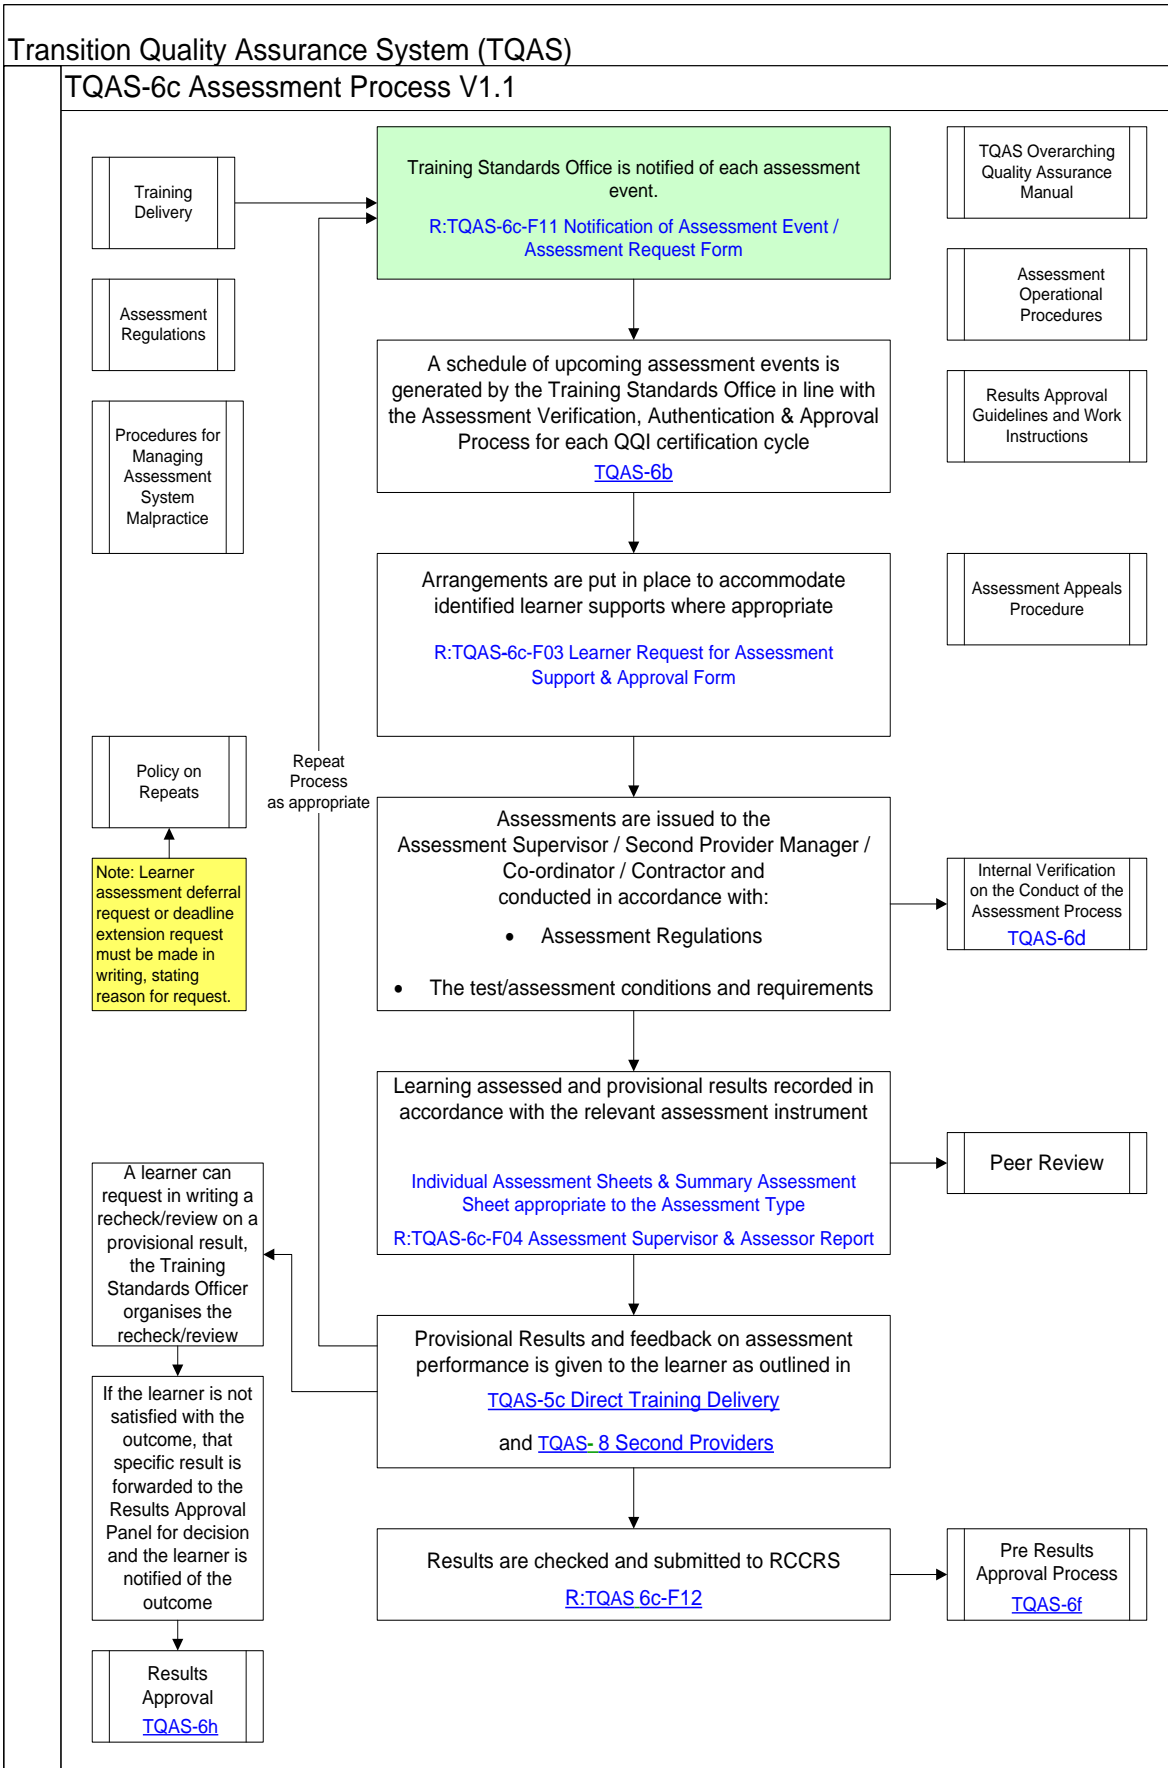 Transition Quality Assurance System (TQAS)
TQAS-6c Assessment Process V1.1
Training
Delivery
Training Standards Office is notified of each assessment
event.
R:TQAS-6c-F11 Notification of Assessment Event /
Assessment Request Form
TQAS Overarching
Quality Assurance
Manual
Assessment
Regulations
Assessment
Operational
Procedures
A schedule of upcoming assessment events is
generated by the Training Standards Office in line with
the Assessment Verification, Authentication & Approval
Process for each QQI certification cycle
TQAS-6b
Procedures for
Managing
Assessment
System
Malpractice
Results Approval
Guidelines and Work
Instructions
Arrangements are put in place to accommodate
identified learner supports where appropriate
R:TQAS-6c-F03 Learner Request for Assessment
Support & Approval Form
Assessment Appeals
Procedure
Policy on
Repeats
Repeat
Process
as appropriate
Note: Learner
assessment deferral
request or deadline
extension request
must be made in
writing, stating
reason for request.
Assessments are issued to the
Assessment Supervisor / Second Provider Manager /
Co-ordinator / Contractor and
conducted in accordance with:
• Assessment Regulations
• The test/assessment conditions and requirements
Internal Verification
on the Conduct of the
Assessment Process
TQAS-6d
Learning assessed and provisional results recorded in
accordance with the relevant assessment instrument
Individual Assessment Sheets & Summary Assessment
Sheet appropriate to the Assessment Type
R:TQAS-6c-F04 Assessment Supervisor & Assessor Report
Peer Review
A learner can
request in writing a
recheck/review on a
provisional result,
the Training
Standards Officer
organises the
recheck/review
Provisional Results and feedback on assessment
performance is given to the learner as outlined in
TQAS-5c Direct Training Delivery
and TQAS- 8 Second Providers
If the learner is not
satisfied with the
outcome, that
specific result is
forwarded to the
Results Approval
Panel for decision
and the learner is
notified of the
outcome
Results are checked and submitted to RCCRS
R:TQAS 6c-F12
Pre Results
Approval Process
TQAS-6f
Results
Approval
TQAS-6h